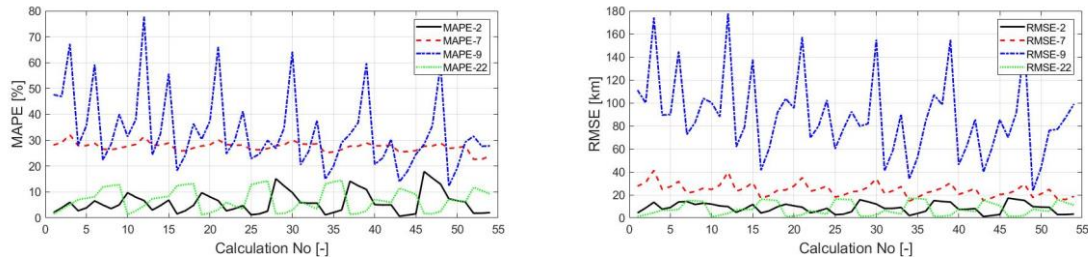 80%
70%
60%
50%
40%
30%
20%
10%
0%
MAPE [%]
0 5 10 15 20 25 30 35 40 45 50 55
Calculation No [-]
MAPE-2
MAPE-7
MAPE-9
MAPE-22
180
160
140
120
100
80
60
40
20
0
RMSE [km]
0 5 10 15 20 25 30 35 40 45 50 55
Calculation No [-]
RMSE-2
RMSE-7
RMSE-9
RMSE-22